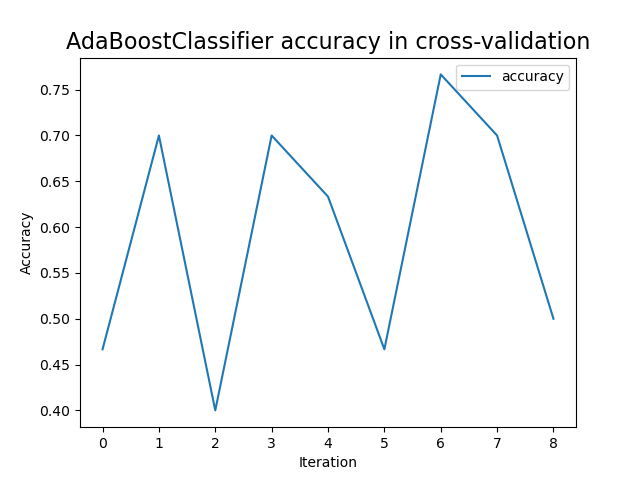 AdaBoostClassifier accuracy in cross-validation
accuracy
0.75
0.70
0.65
0.60
0.55
0.50
0.45
0.40
Accuracy
0 1 2 3 4 5 6 7 8
Iteration